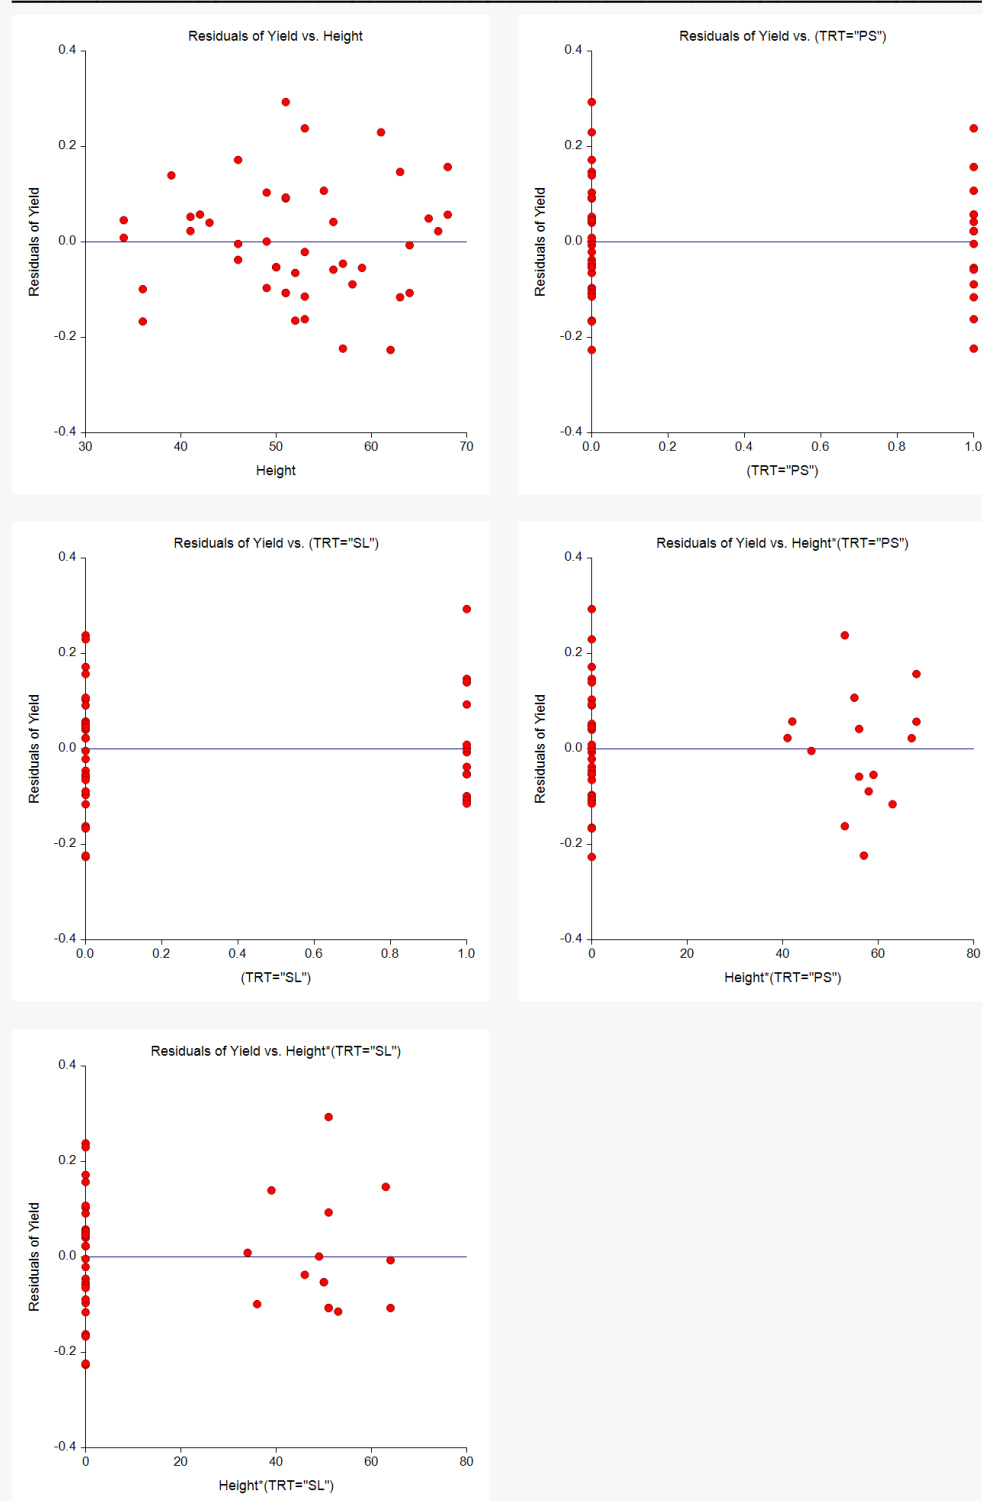 Residuals of Yield vs. Height
0.4
0.2
0.0
-0.2
-0.4
Residuals of Yield
30 40 50 60 70
Height
Residuals of Yield vs. (TRT="PS")
0.4
0.2
0.0
-0.2
-0.4
Residuals of Yield
0.0 0.2 0.4 0.6 0.8 1.0
(TRT="PS")
Residuals of Yield vs. (TRT="SL")
0.4
0.2
0.0
-0.2
-0.4
Residuals of Yield
0.0 0.2 0.4 0.6 0.8 1.0
(TRT="SL")
Residuals of Yield vs. Height*(TRT="PS")
0.4
0.2
0.0
-0.2
-0.4
Residuals of Yield
0 20 40 60 80
Height*(TRT="PS")
Residuals of Yield vs. Height*(TRT="SL")
0.4
0.2
0.0
-0.2
-0.4
Residuals of Yield
0 20 40 60 80
Height*(TRT="SL")